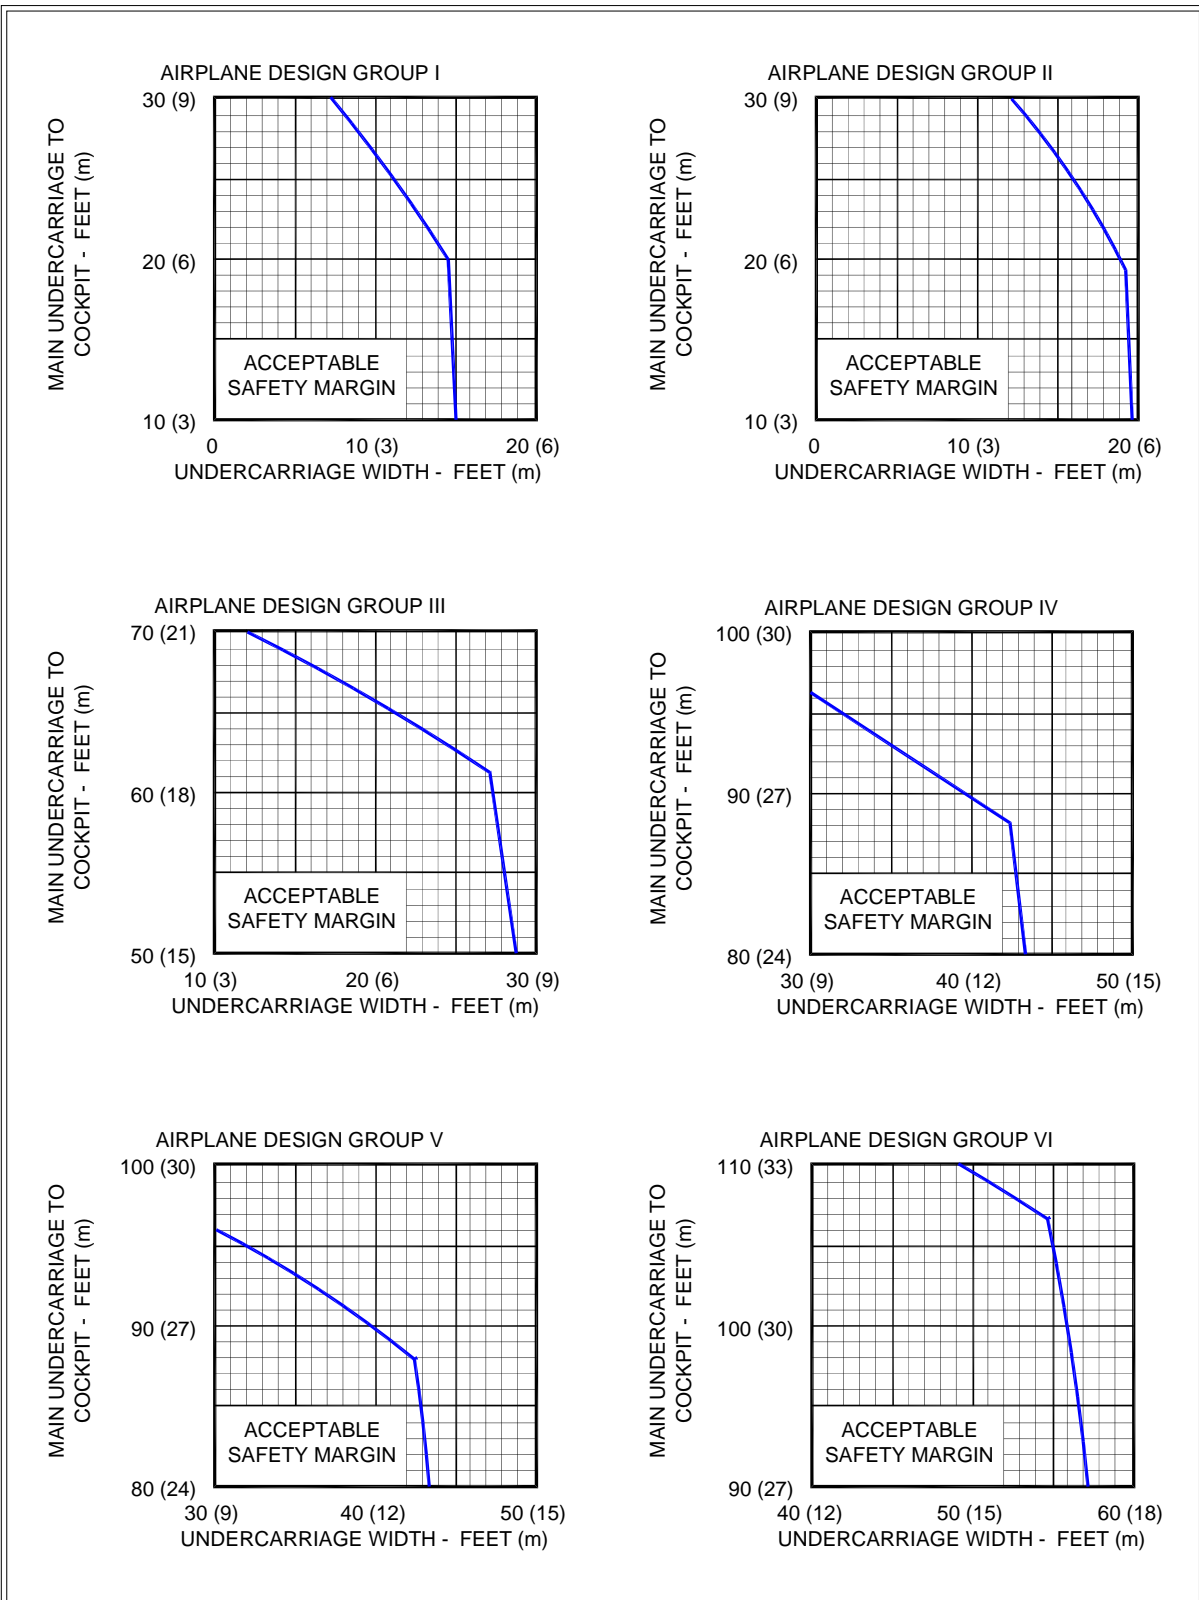 AIRPLANE DESIGN GROUP I
30 (9)
20 (6)
10 (3)
MAIN UNDERCARRIAGE TO
COCKPIT - FEET (m)
ACCEPTABLE
SAFETY MARGIN
0 10 (3) 20 (6)
UNDERCARRIAGE WIDTH - FEET (m)
AIRPLANE DESIGN GROUP II
30 (9)
20 (6)
10 (3)
MAIN UNDERCARRIAGE TO
COCKPIT - FEET (m)
ACCEPTABLE
SAFETY MARGIN
0 10 (3) 20 (6)
UNDERCARRIAGE WIDTH - FEET (m)
AIRPLANE DESIGN GROUP III
70 (21)
60 (18)
50 (15)
MAIN UNDERCARRIAGE TO
COCKPIT - FEET (m)
ACCEPTABLE
SAFETY MARGIN
10 (3) 20 (6) 30 (9)
UNDERCARRIAGE WIDTH - FEET (m)
AIRPLANE DESIGN GROUP IV
100 (30)
90 (27)
80 (24)
MAIN UNDERCARRIAGE TO
COCKPIT - FEET (m)
ACCEPTABLE
SAFETY MARGIN
30 (9) 40 (12) 50 (15)
UNDERCARRIAGE WIDTH - FEET (m)
AIRPLANE DESIGN GROUP V
100 (30)
90 (27)
80 (24)
MAIN UNDERCARRIAGE TO
COCKPIT - FEET (m)
ACCEPTABLE
SAFETY MARGIN
30 (9) 40 (12) 50 (15)
UNDERCARRIAGE WIDTH - FEET (m)
AIRPLANE DESIGN GROUP VI
110 (33)
100 (30)
90 (27)
MAIN UNDERCARRIAGE TO
COCKPIT - FEET (m)
ACCEPTABLE
SAFETY MARGIN
40 (12) 50 (15) 60 (18)
UNDERCARRIAGE WIDTH - FEET (m)